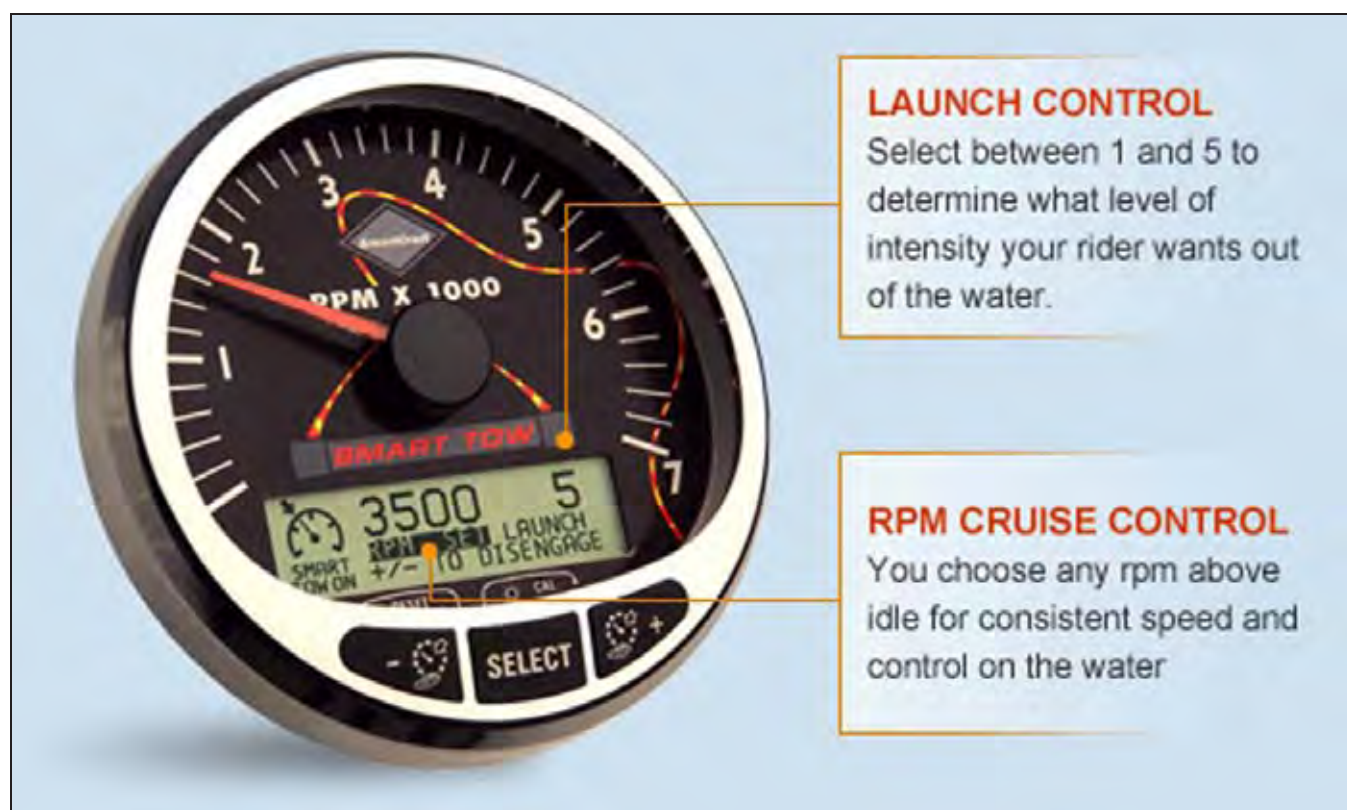 LAUNCH CONTROL
Select between 1 and 5 to
determine what level of
intensity your rider wants out
of the water.
RPM CRUISE CONTROL
You choose any rpm above
idle for consistent speed and
control on the water
1
2
3
4
5
6
7
RPM X 1000
SMART TOW
3500 5
RPM SET LAUNCH
SMART +/- TO DISENGAGE
TOW ON
CAL
-
SELECT
+